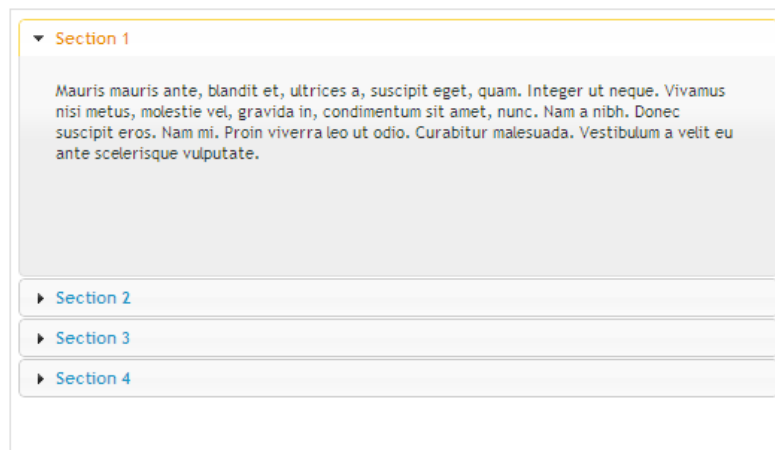 Section 1
Mauris mauris ante, blandit et, ultrices a, suscipit eget, quam. Integer ut neque. Vivamus
nisi metus, molestie vel, gravida in, condimentum sit amet, nunc. Nam a nibh. Donec
suscipit eros. Nam mi. Proin viverra leo ut odio. Curabitur malesuada. Vestibulum a velit eu
ante scelerisque vulputate.
Section 2
Section 3
Section 4